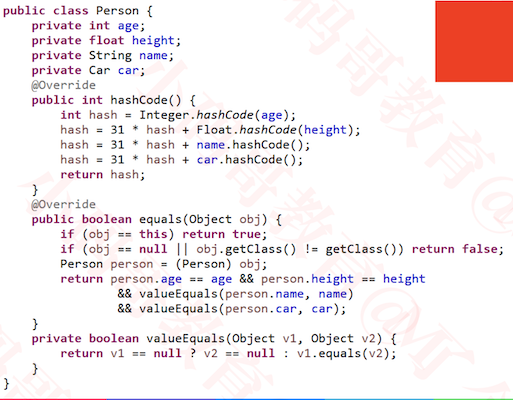 public class Person {
    private int age;
    private float height;
    private String name;
    private Car car;
    @Override
    public int hashCode() {
        int hash = Integer.hashCode(age);
        hash = 31 * hash + Float.hashCode(height);
        hash = 31 * hash + name.hashCode();
        hash = 31 * hash + car.hashCode();
        return hash;
    }
    @Override
    public boolean equals(Object obj) {
        if (obj == this) return true;
        if (obj == null || obj.getClass() != getClass()) return false;
        Person person = (Person) obj;
        return person.age == age && person.height == height
                && valueEquals(person.name, name)
                && valueEquals(person.car, car);
    }
    private boolean valueEquals(Object v1, Object v2) {
        return v1 == null ? v2 == null : v1.equals(v2);
    }
}